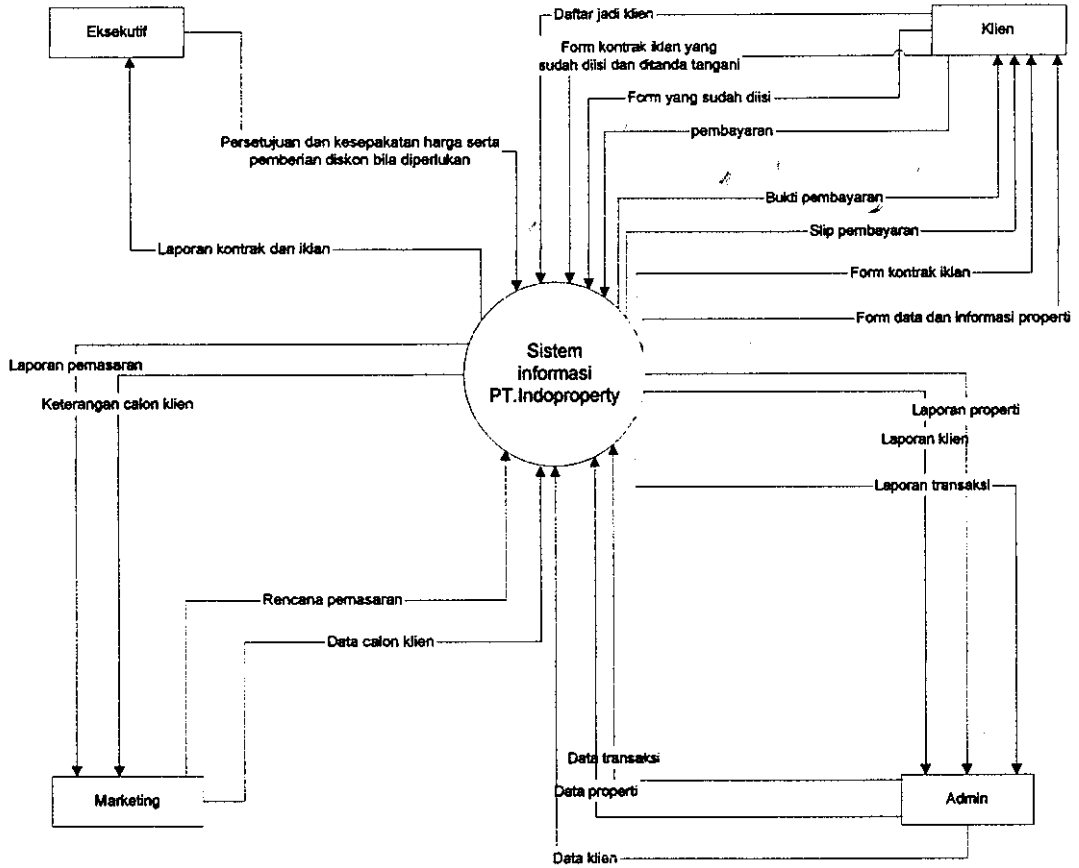 Eksekutif
Daftar jadi klien
Klien
Form kontrak iklan yang
sudah diisi dan ditanda tangani
Form yang sudah diisi
pembayaran
Persetujuan dan kesepakatan harga serta
pemberian diskon bila diperlukan
Bukti pembayaran
Slip pembayaran
Laporan kontrak dan iklan
Form kontrak iklan
Form data dan informasi properti
Sistem
informasi
PT.Indoproperty
Laporan pemasaran
Keterangan calon klien
Laporan properti
Laporan klien
Laporan transaksi
Rencana pemasaran
Data calon klien
Data transaksi
Data properti
Marketing
Admin
Data klien